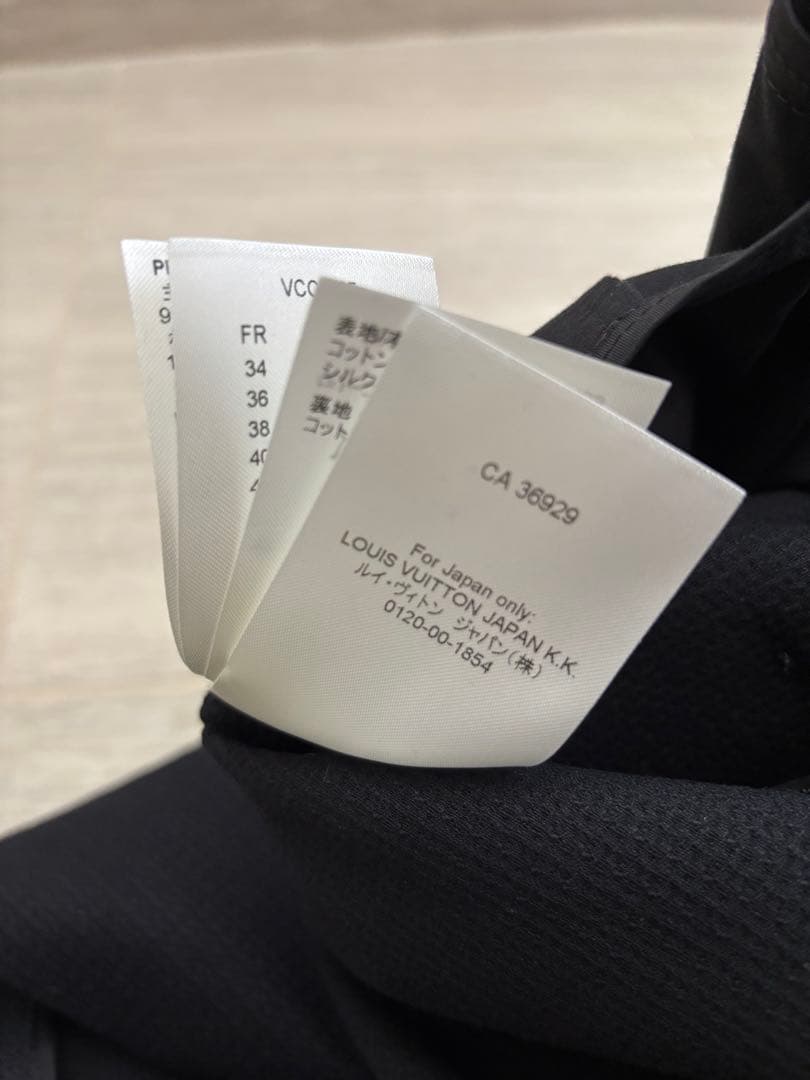 FR
34
36
38
表地
コットン
シルク
裏地
コット
CA 36929
For Japan only:
LOUIS VUITTON JAPAN K.K.
ルイ・ヴィトン ジャパン(株)
0120-00-1854